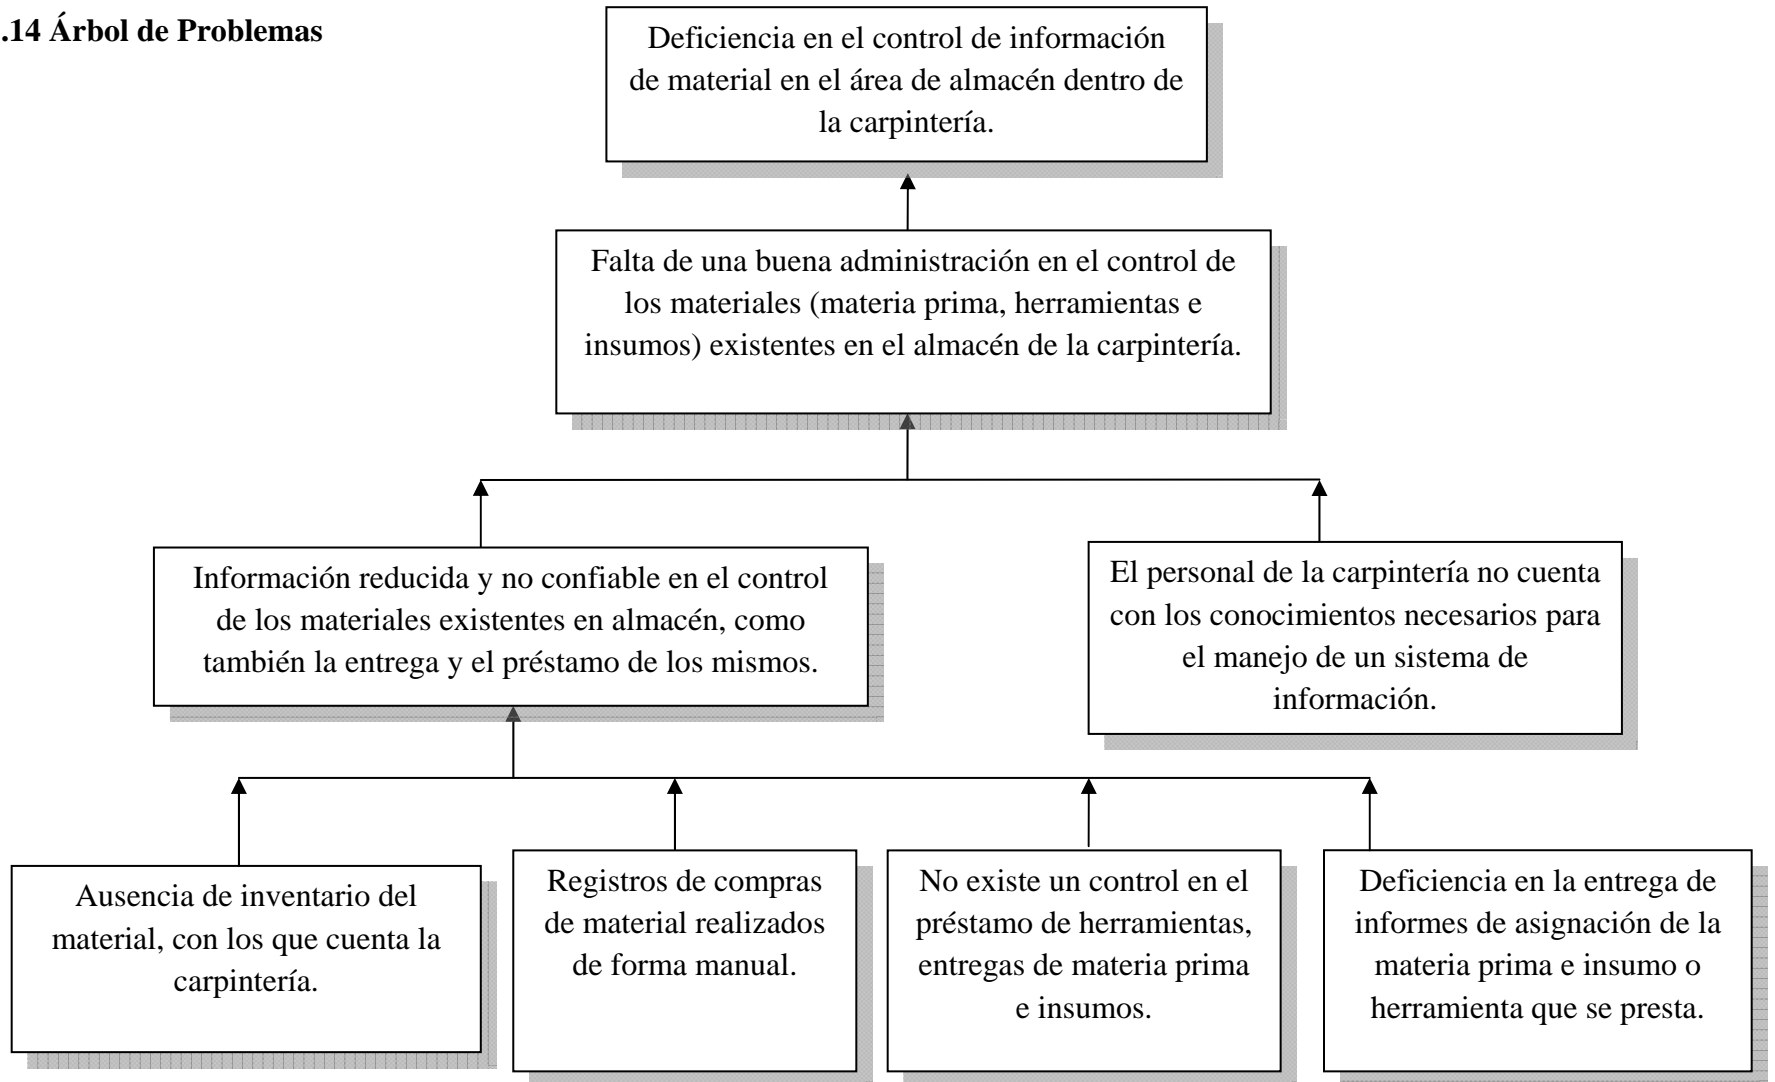 .14 Árbol de Problemas
Deficiencia en el control de información
de material en el área de almacén dentro de
la carpintería.
Falta de una buena administración en el control de
los materiales (materia prima, herramientas e
insumos) existentes en el almacén de la carpintería.
Información reducida y no confiable en el control
de los materiales existentes en almacén, como
también la entrega y el préstamo de los mismos.
El personal de la carpintería no cuenta
con los conocimientos necesarios para
el manejo de un sistema de
información.
Ausencia de inventario del
material, con los que cuenta la
carpintería.
Registros de compras
de material realizados
de forma manual.
No existe un control en el
préstamo de herramientas,
entregas de materia prima
e insumos.
Deficiencia en la entrega de
informes de asignación de la
materia prima e insumo o
herramienta que se presta.